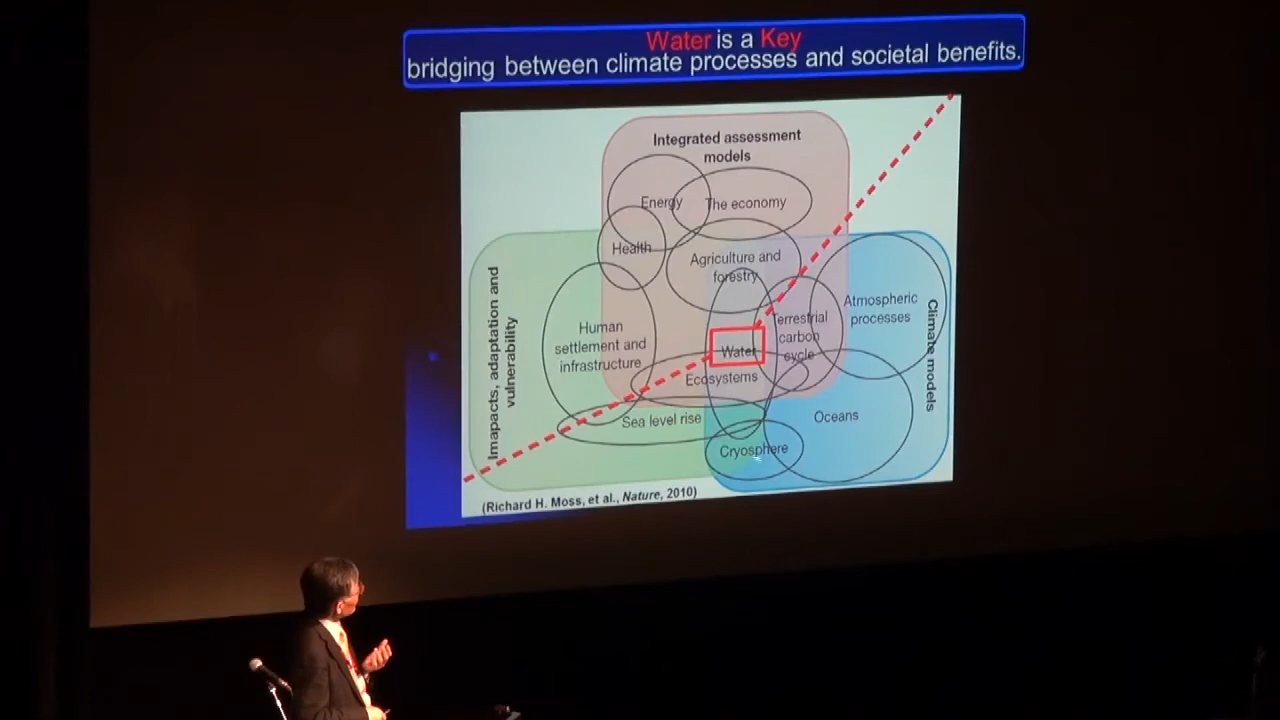 Water is a Key
bridging between climate processes and societal benefits.
Integrated assessment
models
Energy
The economy
Health
Agriculture and
forestry
Imapacts, adaptation and
vulnerability
Human
settlement and
infrastructure
Water
Terrestrial
carbon
cycle
Atmospheric
processes
Climate models
Ecosystems
Sea level rise
Oceans
Cryosphere
(Richard H. Moss, et al., Nature, 2010)